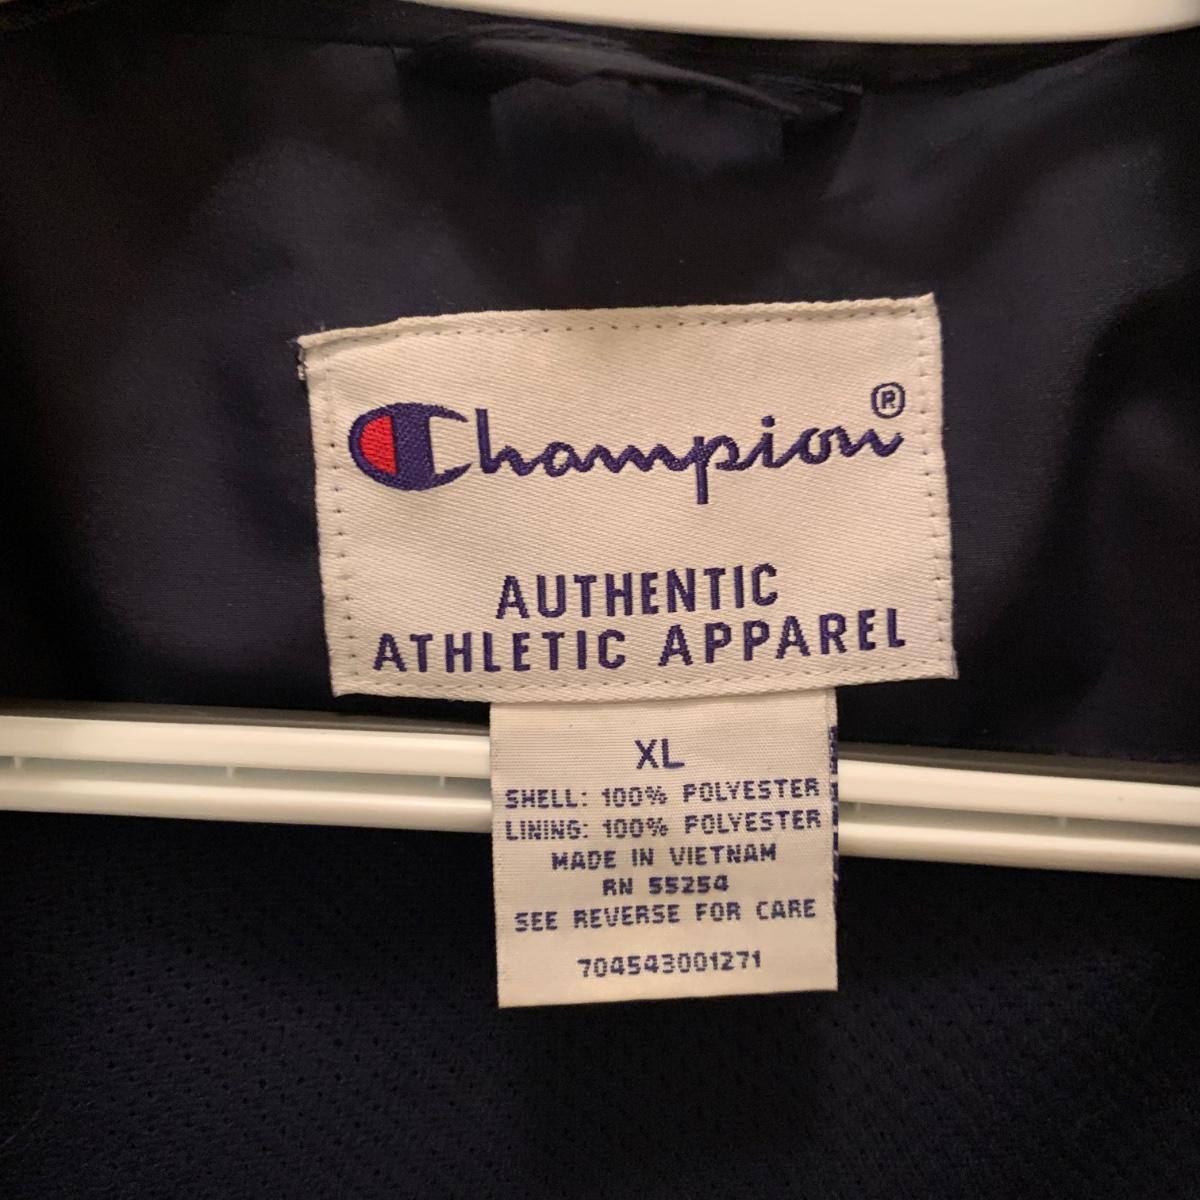 Champion®
AUTHENTIC
ATHLETIC APPAREL
XL
SHELL: 100% POLYESTER
LINING: 100% POLYESTER
MADE IN VIETNAM
RN 55254
SEE REVERSE FOR CARE
704543001271